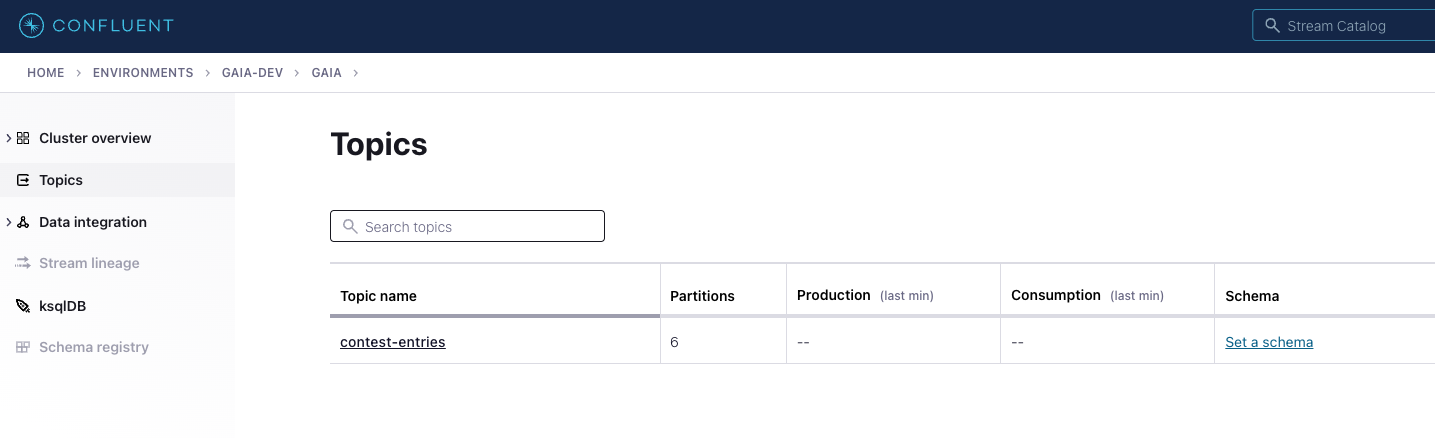 CONFLUENT
Stream Catalog
HOME > ENVIRONMENTS > GAIA-DEV > GAIA >
Cluster overview
Topics
Data integration
Stream lineage
ksqlDB
Schema registry
Topics
Search topics
Topic name Partitions Production (last min) Consumption (last min) Schema
contest-entries 6 -- -- Set a schema